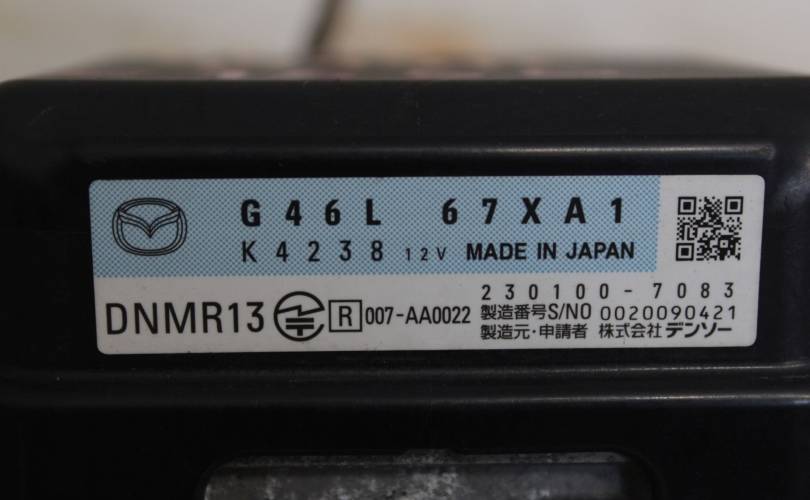 G46L 67XA1
K4238 12V MADE IN JAPAN
DNMR13 R 007-AA0022
230100-7083
製造番号S/NO 0020090421
製造元・申請者 株式会社 デンソー